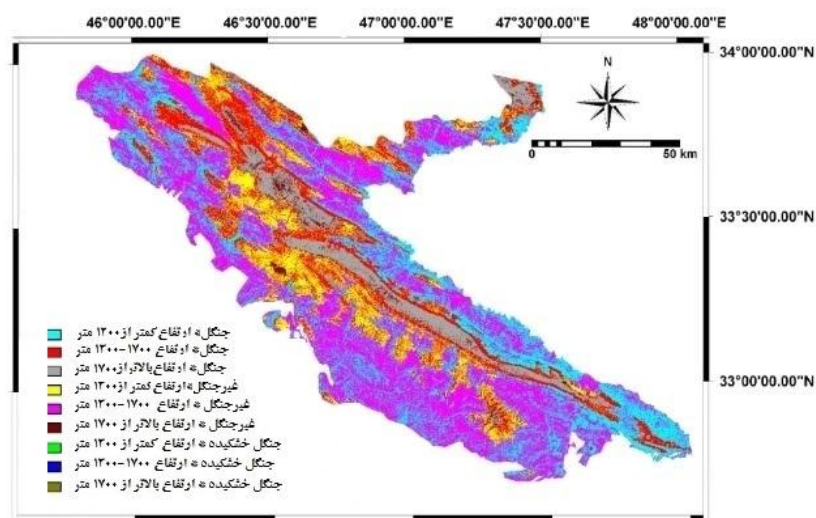 46°00'00.00"E 46°30'00.00"E 47°00'00.00"E 47°30'00.00"E 48°00'00.00"E
34°00'00.00"N
N
0 50 km
33°30'00.00"N
33°00'00.00"N
جنگل* ارتفاع کمتر از ۱۳۰۰ متر
جنگل* ارتفاع ۱۷۰۰-۱۳۰۰ متر
جنگل* ارتفاع بالاتر از ۱۷۰۰ متر
غیرجنگل* ارتفاع کمتر از ۱۳۰۰ متر
غیرجنگل* ارتفاع ۱۷۰۰-۱۳۰۰ متر
غیرجنگل* ارتفاع بالاتر از ۱۷۰۰ متر
جنگل خشکیده* ارتفاع کمتر از ۱۳۰۰ متر
جنگل خشکیده* ارتفاع ۱۷۰۰-۱۳۰۰ متر
جنگل خشکیده* ارتفاع بالاتر از ۱۷۰۰ متر